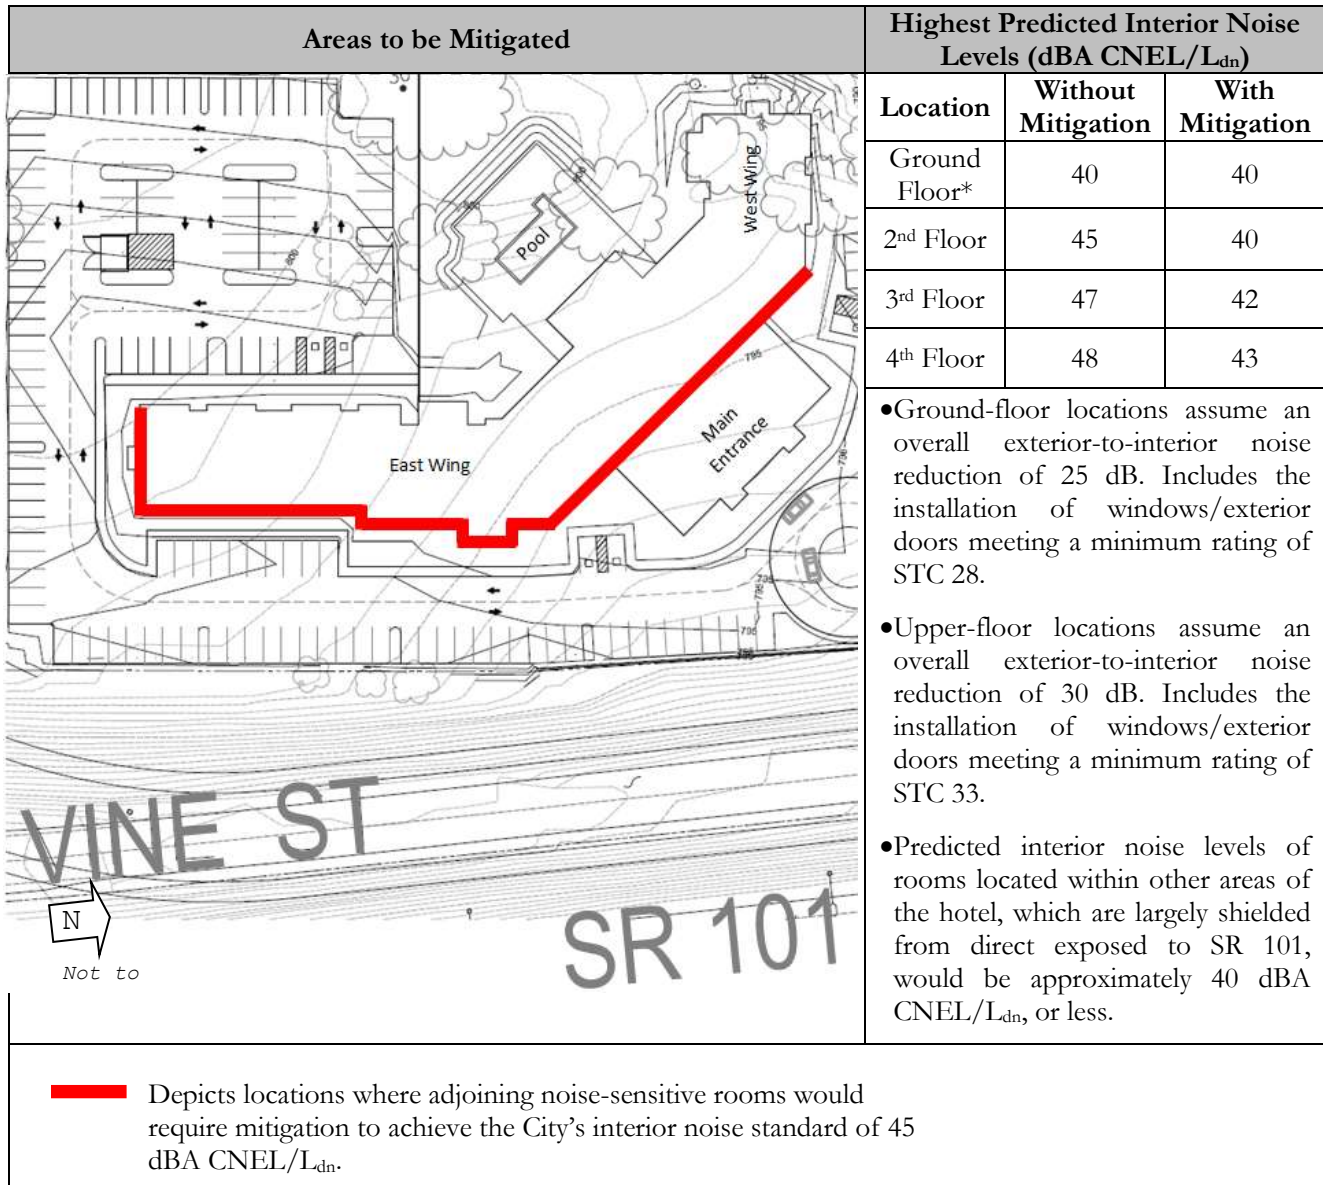 Areas to be Mitigated
Highest Predicted Interior Noise
Levels (dBA CNEL/Ldn)
Location
Without
Mitigation
With
Mitigation
Ground
Floor*
40
40
2nd Floor
45
40
3rd Floor
47
42
4th Floor
48
43
•Ground-floor locations assume an
overall exterior-to-interior noise
reduction of 25 dB. Includes the
installation of windows/exterior
doors meeting a minimum rating of
STC 28.
•Upper-floor locations assume an
overall exterior-to-interior noise
reduction of 30 dB. Includes the
installation of windows/exterior
doors meeting a minimum rating of
STC 33.
•Predicted interior noise levels of
rooms located within other areas of
the hotel, which are largely shielded
from direct exposed to SR 101,
would be approximately 40 dBA
CNEL/Ldn, or less.
West Wing
Pool
800
800
795
Main
Entrance
East Wing
796
795
795
VINE ST
SR 101
N
Not to
Depicts locations where adjoining noise-sensitive rooms would
require mitigation to achieve the City's interior noise standard of 45
dBA CNEL/Ldn.